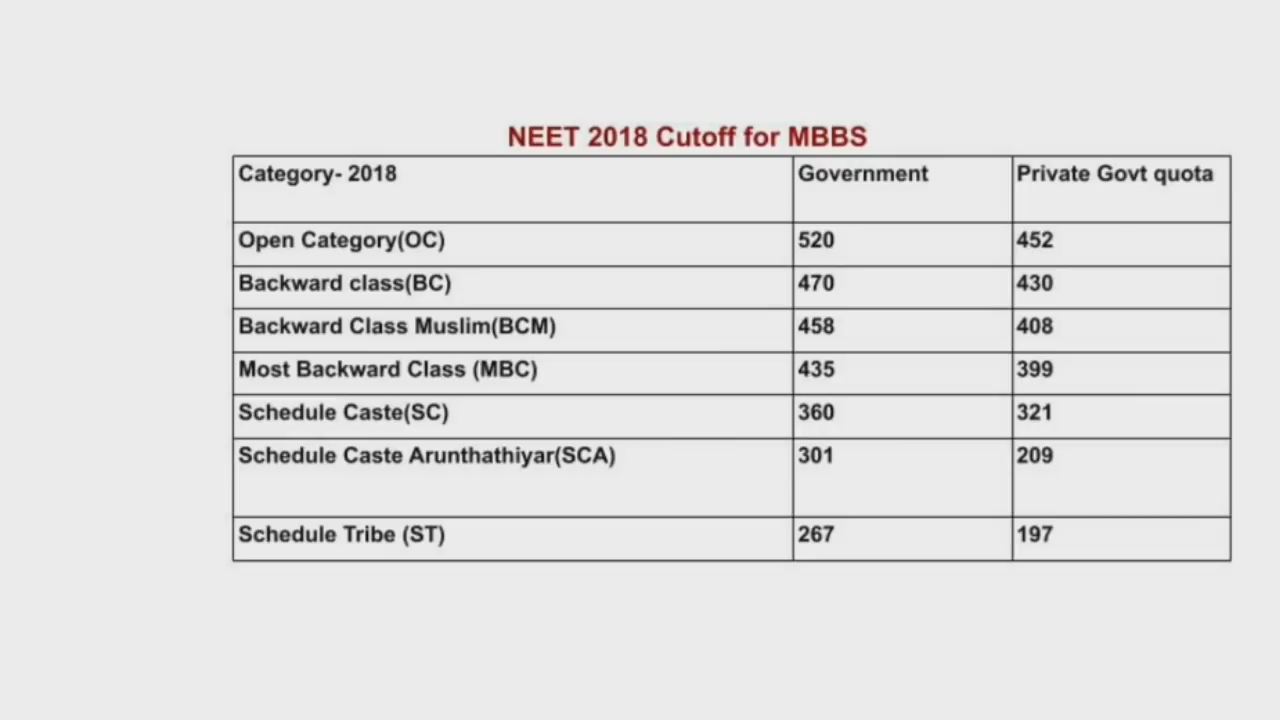 NEET 2018 Cutoff for MBBS
Category- 2018 Government Private Govt quota
Open Category(OC) 520 452
Backward class(BC) 470 430
Backward Class Muslim(BCM) 458 408
Most Backward Class (MBC) 435 399
Schedule Caste(SC) 360 321
Schedule Caste Arunthathiyar(SCA) 301 209
Schedule Tribe (ST) 267 197